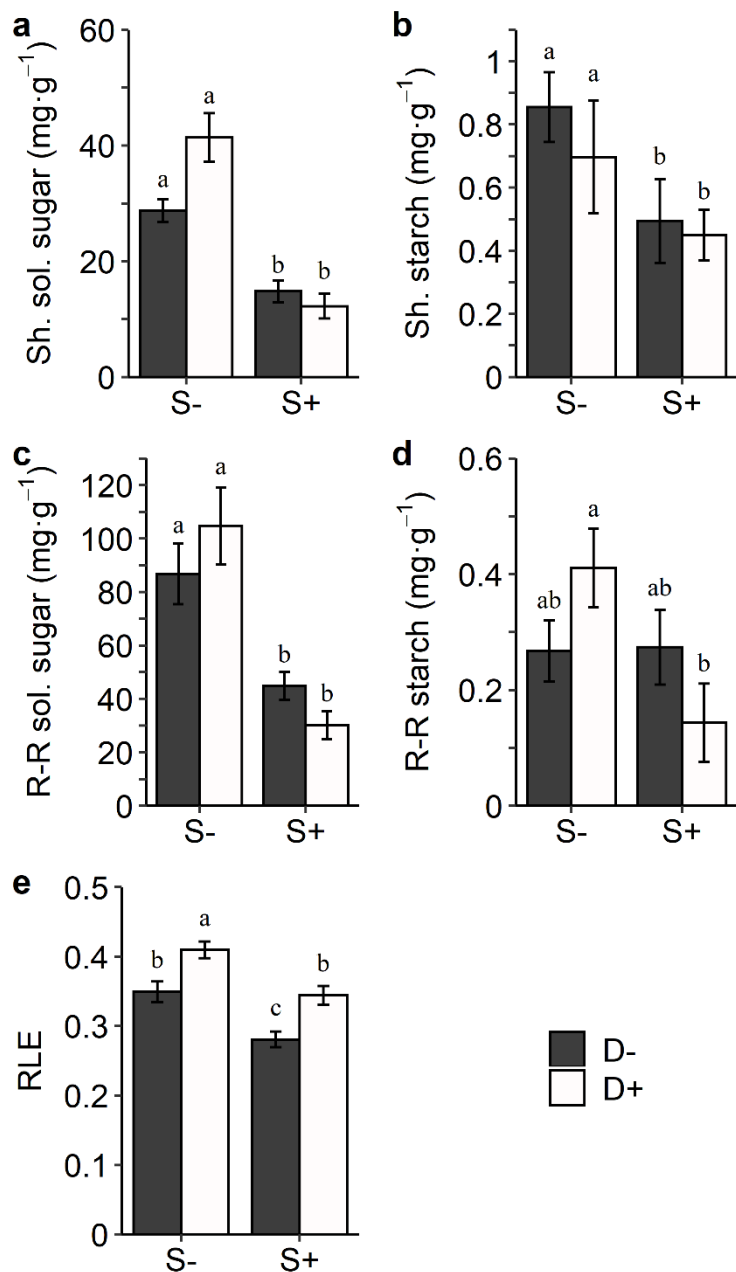 a
Sh. sol. sugar (mg·g⁻¹)
60
40
20
0
a
a
b
b
S-
S+
b
Sh. starch (mg·g⁻¹)
1
0.8
0.6
0.4
0.2
0
a
a
b
b
S-
S+
c
R-R sol. sugar (mg·g⁻¹)
120
100
80
60
40
20
0
a
a
b
b
S-
S+
d
R-R starch (mg·g⁻¹)
0.6
0.4
0.2
0
ab
a
ab
b
S-
S+
e
RLE
0.5
0.4
0.3
0.2
0.1
0
b
a
c
b
S-
S+
D-
D+